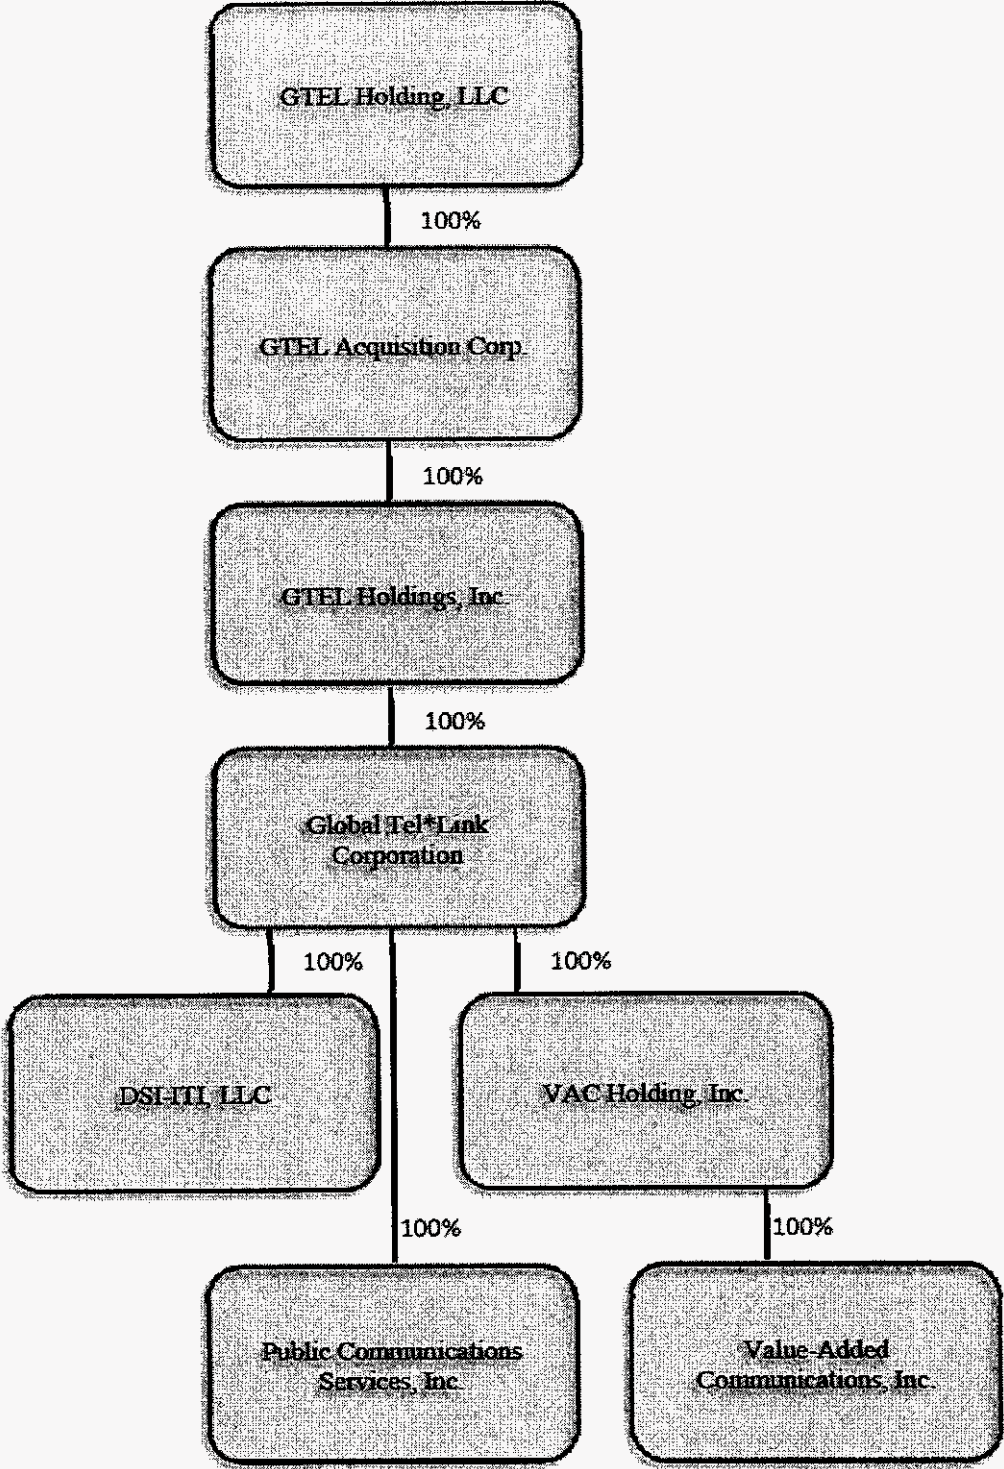 GTEL Holding, LLC
100%
GTEL Acquisition Corp.
100%
GTEL Holdings, Inc.
100%
Global Tel*Link
Corporation
100%
100%
DSI-ITI, LLC
VAC Holding, Inc.
100%
100%
Public Communications
Services, Inc.
Value-Added
Communications, Inc.